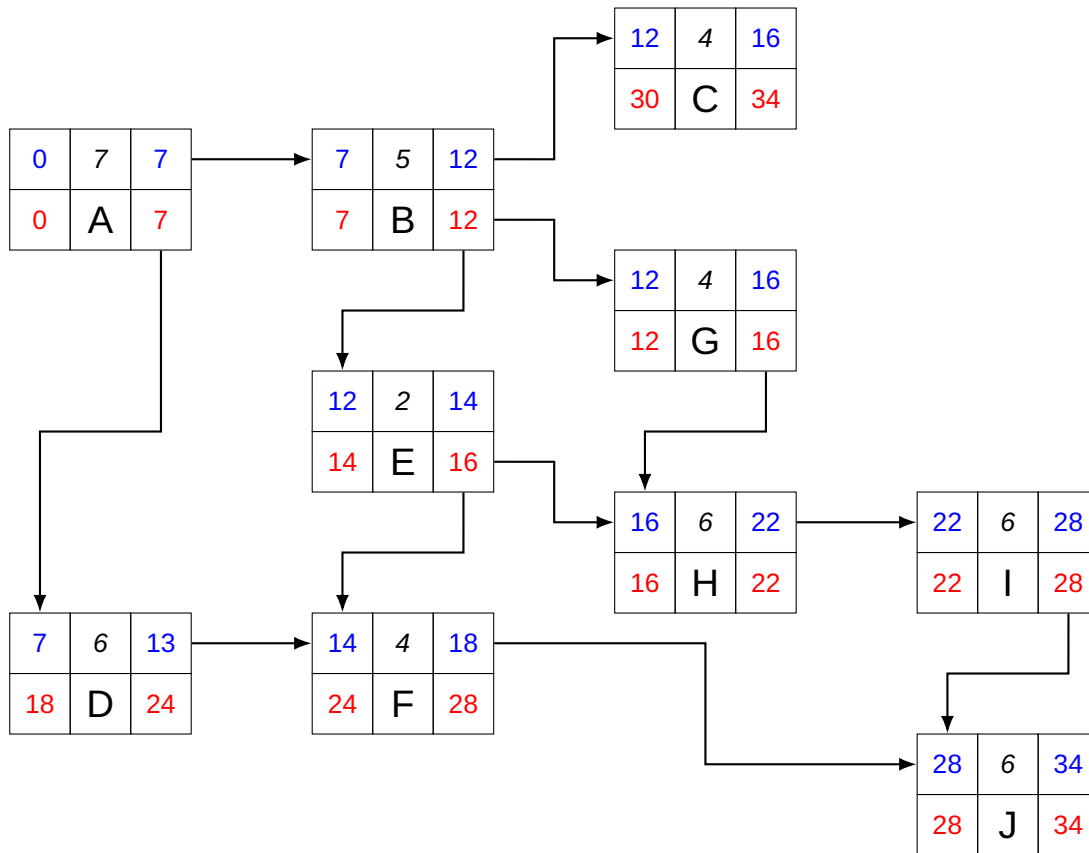 12 4 16
30 C 34
0 7 7
0 A 7
7 5 12
7 B 12
12 4 16
12 G 16
12 2 14
14 E 16
16 6 22
16 H 22
22 6 28
22 I 28
7 6 13
18 D 24
14 4 18
24 F 28
28 6 34
28 J 34